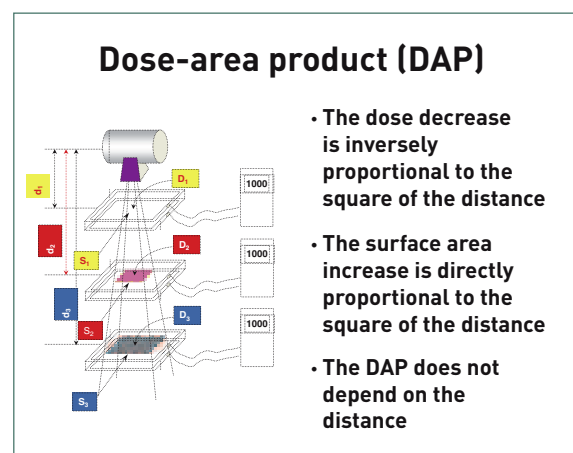 Dose-area product (DAP)
d₁
d₂
d₃
D₁
1000
S₁
D₂
1000
S₂
D₃
1000
S₃
• The dose decrease
is inversely
proportional to the
square of the distance
• The surface area
increase is directly
proportional to the
square of the distance
• The DAP does not
depend on the
distance